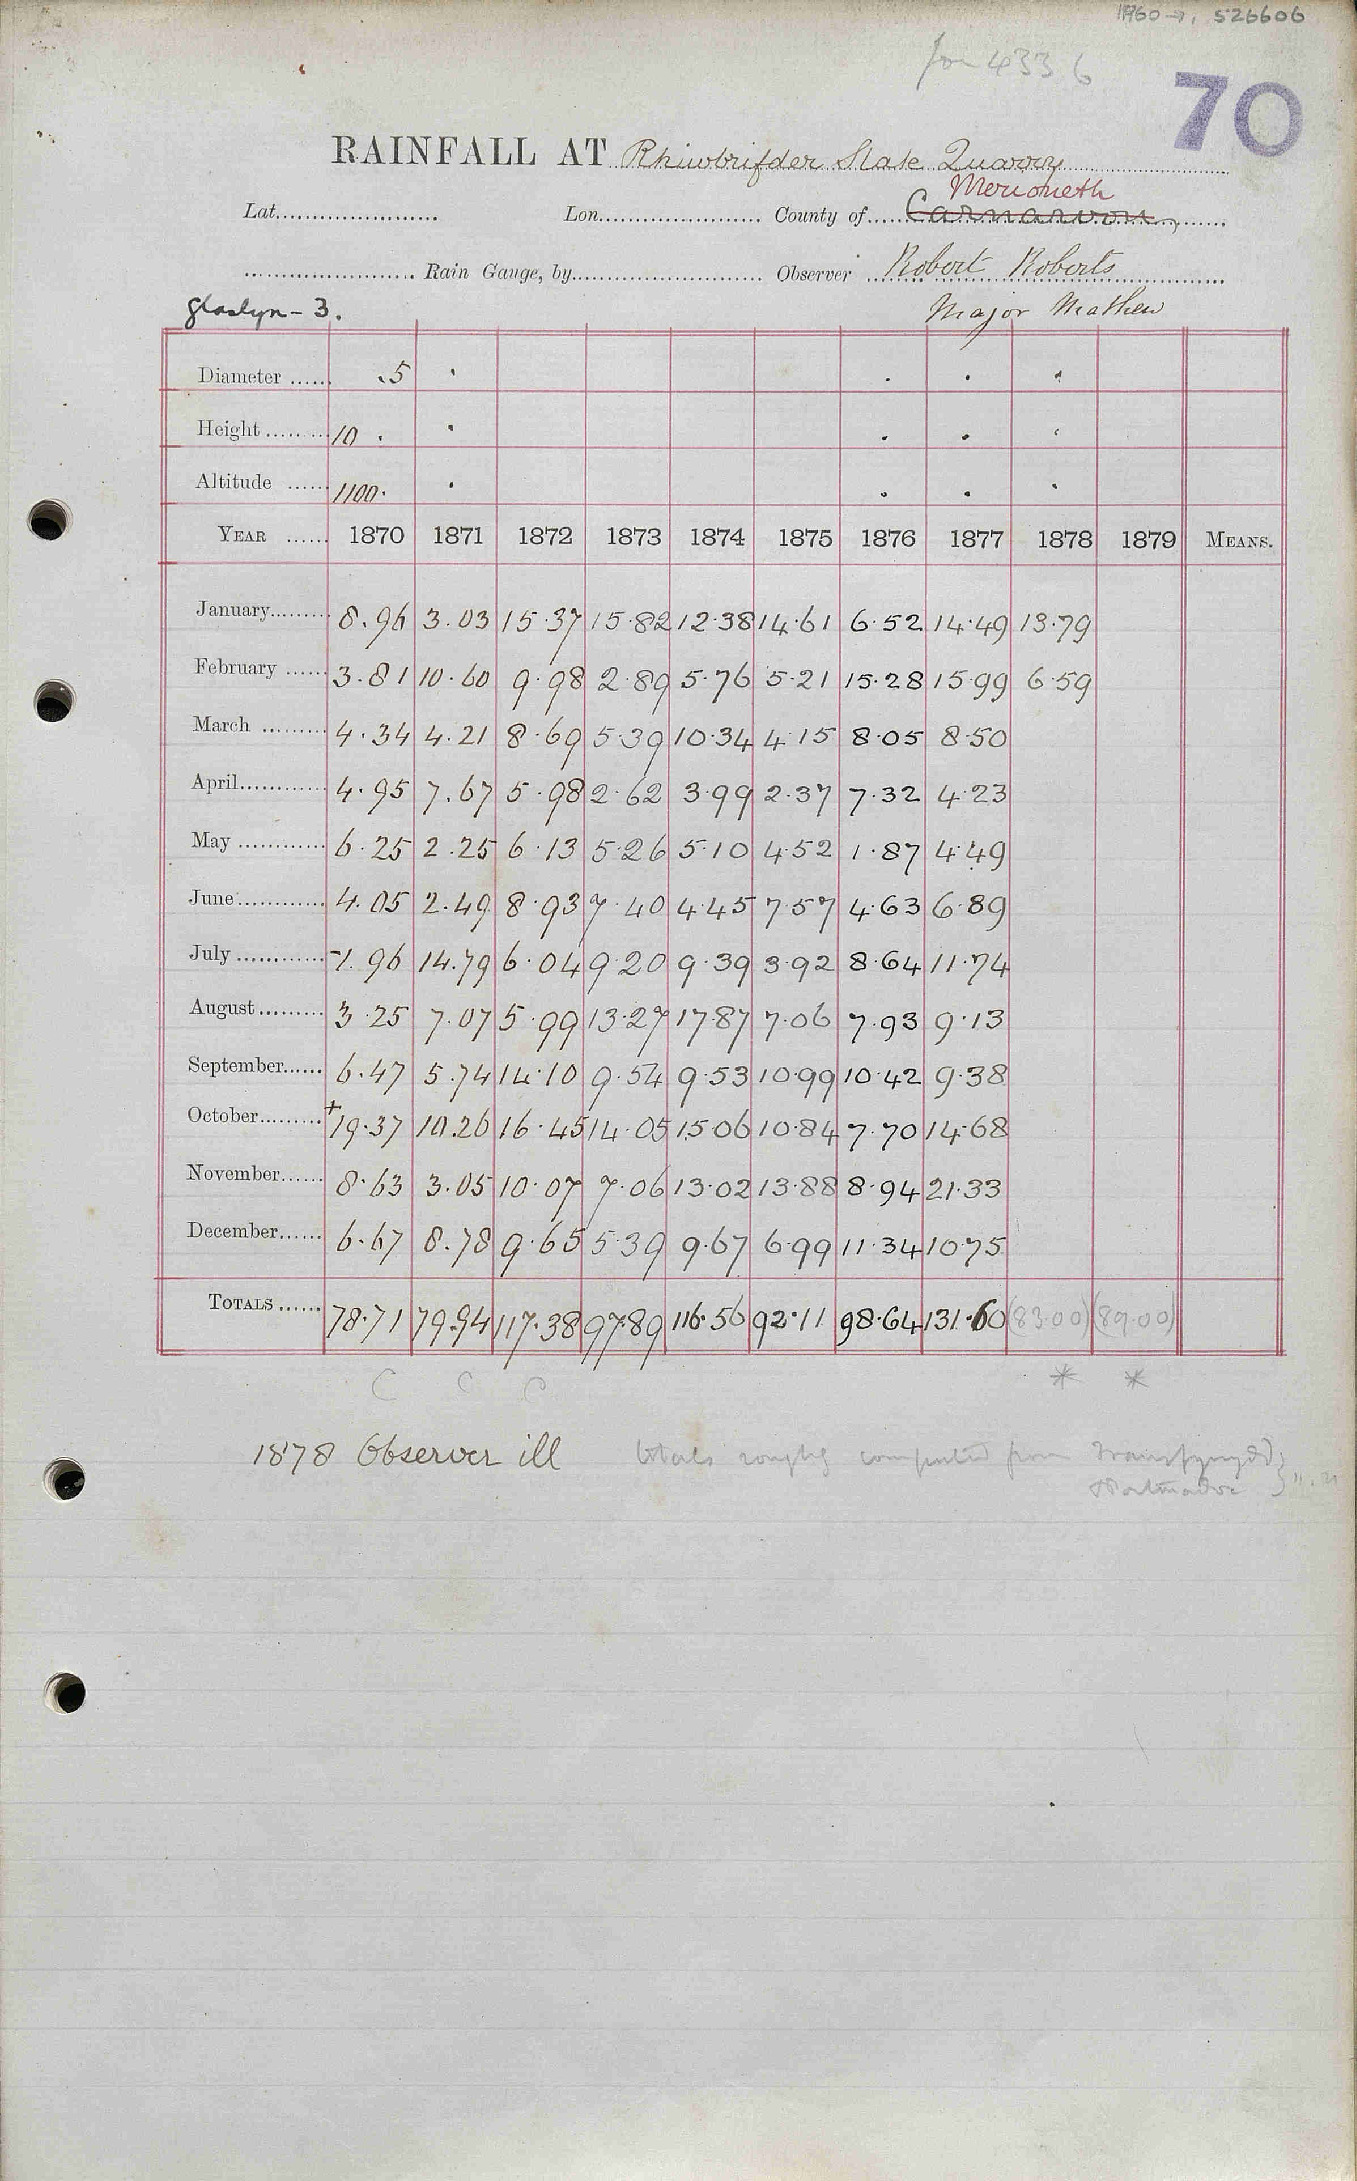 1960 →, 526606
for 433 6
70
RAINFALL AT Rhiwbrifder Slate Quarry
Merioneth
Lat. Lon. County of Carnarvon,
Rain Gauge, by Observer Robert Roberts
Glaslyn - 3. Major Mathew
Diameter .5 · · · ·
Height 10 . · · · ·
Altitude 1100. · · · ·
YEAR 1870 1871 1872 1873 1874 1875 1876 1877 1878 1879 MEANS.
January 8.96 3.03 15.37 15.82 12.38 14.61 6.52 14.49 13.79
February 3.81 10.60 9.98 2.89 5.76 5.21 15.28 15.99 6.59
March 4.34 4.21 8.69 5.39 10.34 4.15 8.05 8.50
April 4.95 7.67 5.98 2.62 3.99 2.37 7.32 4.23
May 6.25 2.25 6.13 5.26 5.10 4.52 1.87 4.49
June 4.05 2.49 8.93 7.40 4.45 7.57 4.63 6.89
July -1.96 14.79 6.04 9.20 9.39 3.92 8.64 11.74
August 3.25 7.07 5.99 13.27 17.87 7.06 7.93 9.13
September 6.47 5.74 14.10 9.54 9.53 10.99 10.42 9.38
October +19.37 10.26 16.45 14.05 15.06 10.84 7.70 14.68
November 8.63 3.05 10.07 7.06 13.02 13.88 8.94 21.33
December 6.67 8.78 9.65 5.39 9.67 6.99 11.34 10.75
TOTALS 78.71 79.94 117.38 97.89 116.56 92.11 98.64 131.60 (83.00) (89.00)
C C C * *
1878 Observer ill totals roughly computed from Trawsfynydd }
& Portmadoc